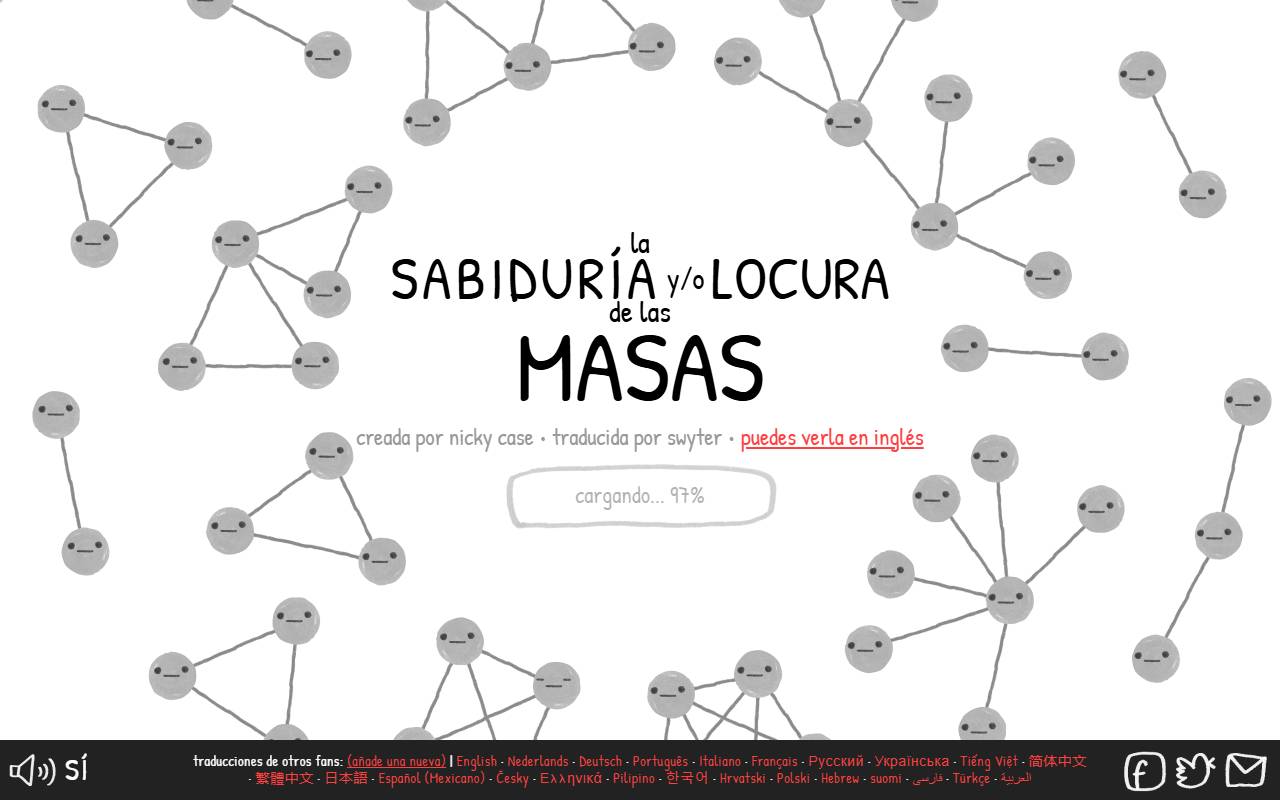 la
SABIDURÍA y/o LOCURA
de las
MASAS
creada por nicky case • traducida por swyter • puedes verla en inglés
cargando... 97%
SÍ
traducciones de otros fans: (añade una nueva) | English · Nederlands · Deutsch · Português · Italiano · Français · Русский · Українська · Tiếng Việt · 简体中文
· 繁體中文 · 日本語 · Español (Mexicano) · Česky · Ελληνικά · Pilipino · 한국어 · Hrvatski · Polski · Hebrew · suomi · فارسی · Türkçe · العربية